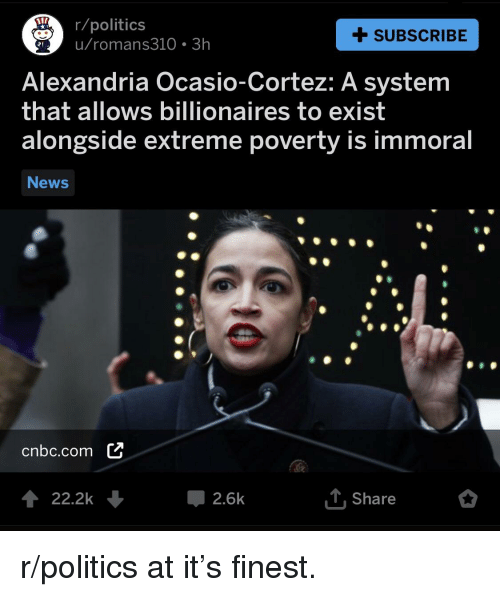 r/politics
u/romans310 • 3h
+ SUBSCRIBE
Alexandria Ocasio-Cortez: A system
that allows billionaires to exist
alongside extreme poverty is immoral
News
cnbc.com
22.2k
2.6k
Share
r/politics at it’s finest.